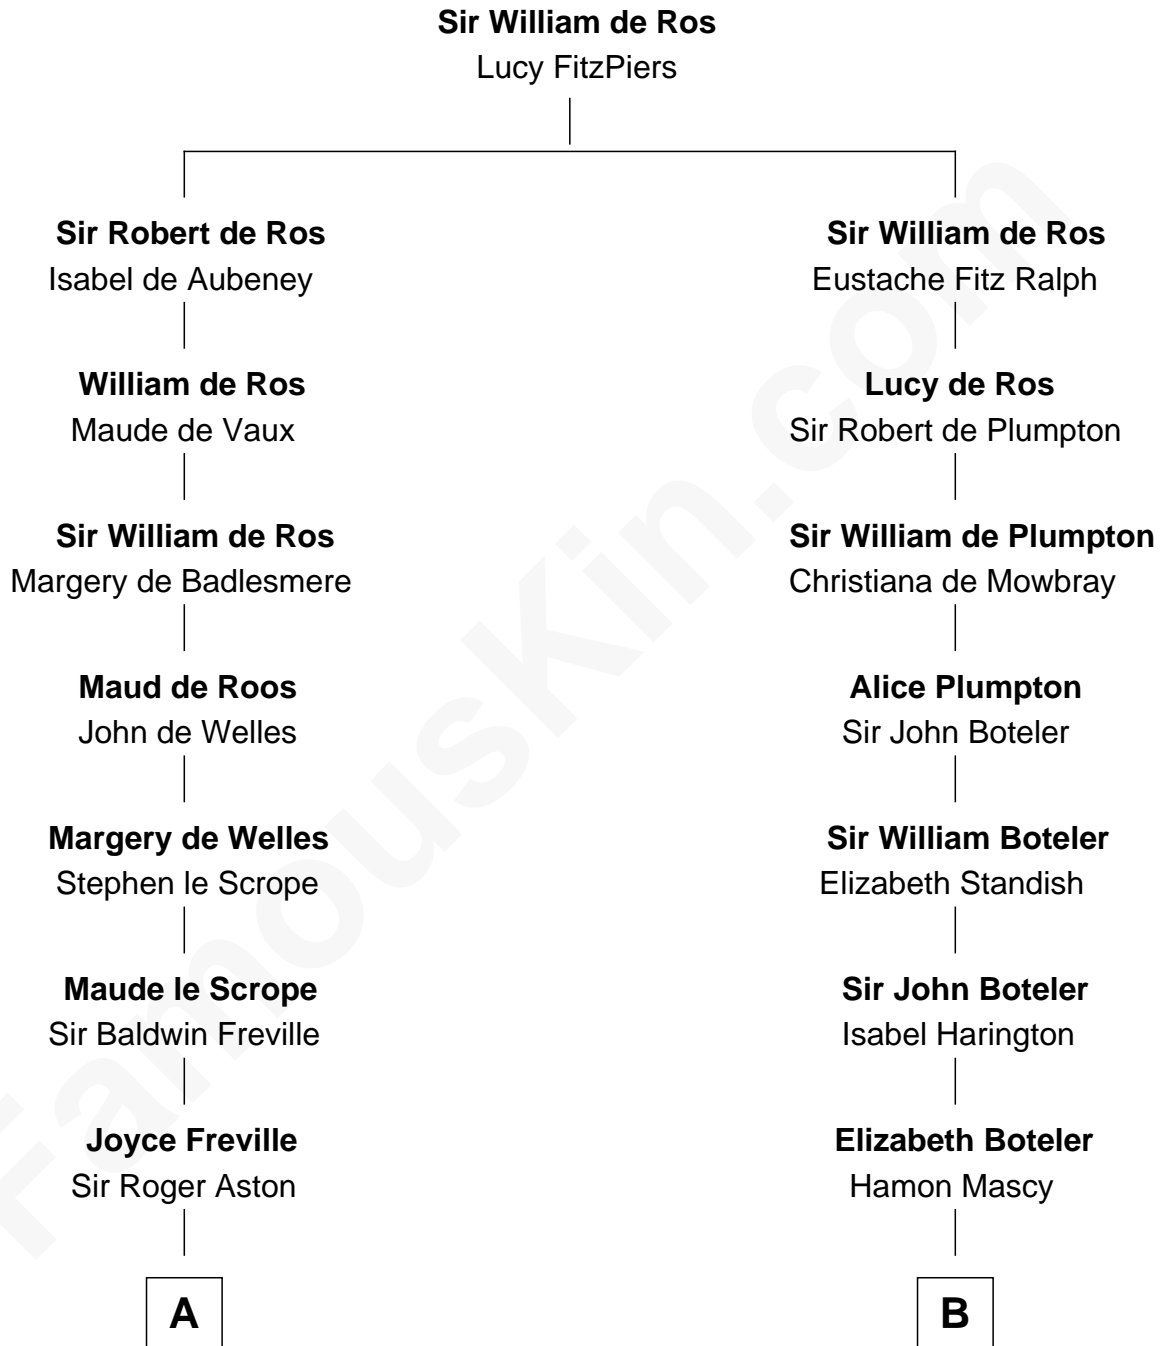 Sir William de Ros
Lucy FitzPiers
Sir Robert de Ros
Isabel de Aubeney
William de Ros
Maude de Vaux
Sir William de Ros
Margery de Badlesmere
Maud de Roos
John de Welles
Margery de Welles
Stephen le Scrope
Maude le Scrope
Sir Baldwin Freville
Joyce Freville
Sir Roger Aston
A
Sir William de Ros
Eustache Fitz Ralph
Lucy de Ros
Sir Robert de Plumpton
Sir William de Plumpton
Christiana de Mowbray
Alice Plumpton
Sir John Boteler
Sir William Boteler
Elizabeth Standish
Sir John Boteler
Isabel Harington
Elizabeth Boteler
Hamon Mascy
B
FamousKin.com